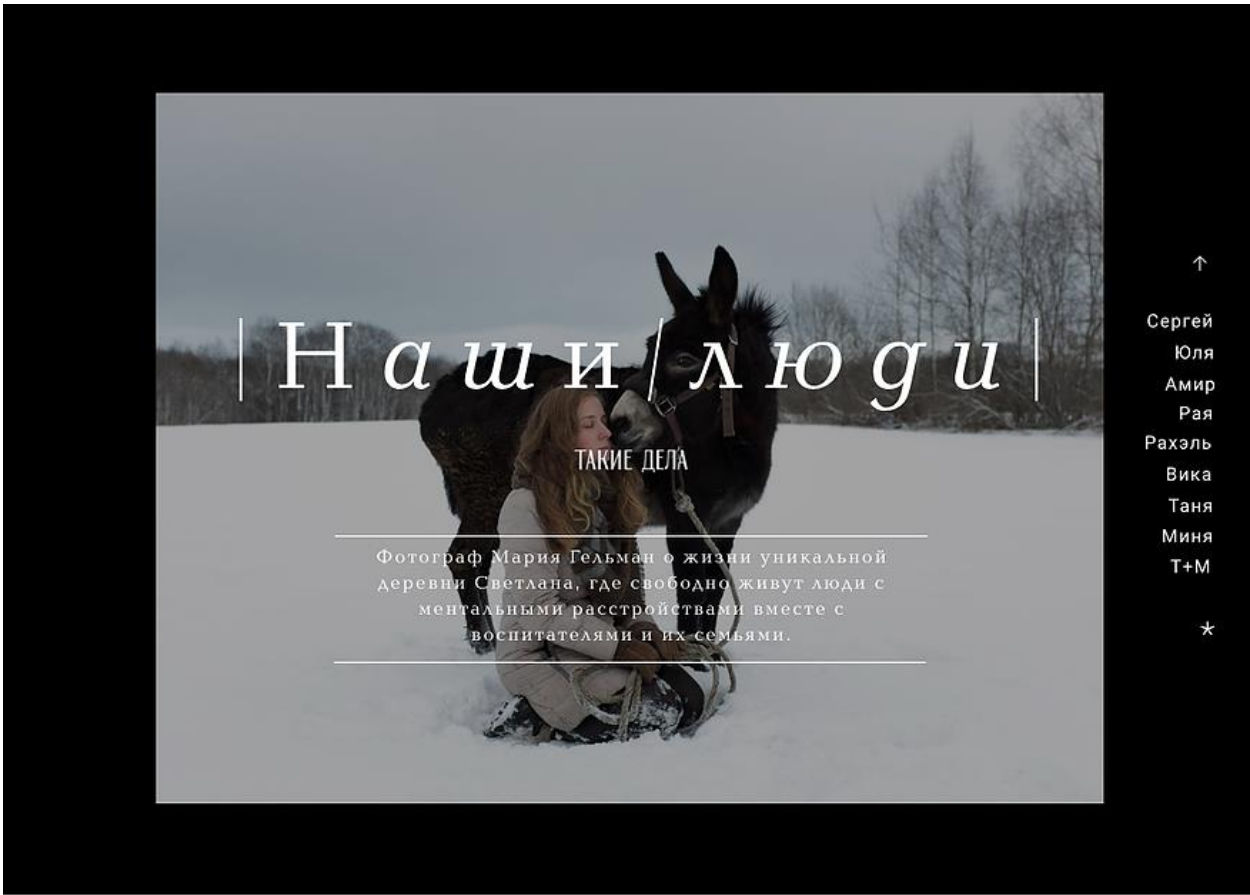 |Наши/люди|
ТАКИЕ ДЕЛА
Фотограф Мария Гельман о жизни уникальной
деревни Светлана, где свободно живут люди с
ментальными расстройствами вместе с
воспитателями и их семьями.
↑
Сергей
Юля
Амир
Рая
Рахэль
Вика
Таня
Миня
Т+М
*